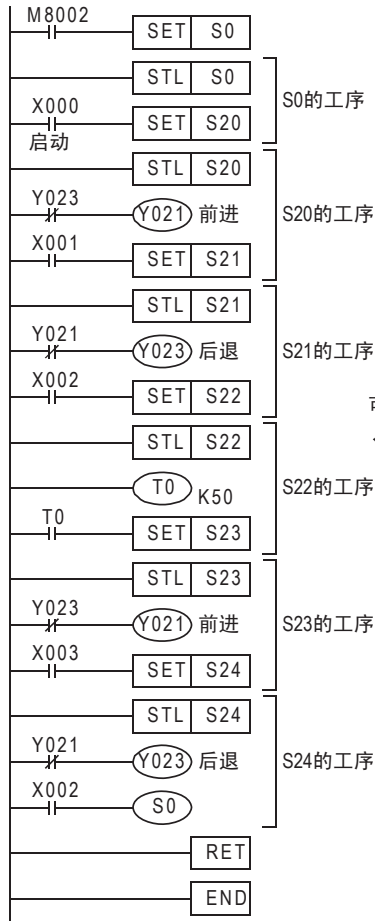 M8002
SET S0
STL S0
S0的工序
X000
SET S20
启动
STL S20
Y023
Y021 前进
S20的工序
X001
SET S21
STL S21
Y021
Y023 后退
S21的工序
X002
SET S22
STL S22
T0 K50
S22的工序
T0
SET S23
STL S23
Y023
Y021 前进
S23的工序
X003
SET S24
STL S24
Y021
Y023 后退
S24的工序
X002
S0
RET
END